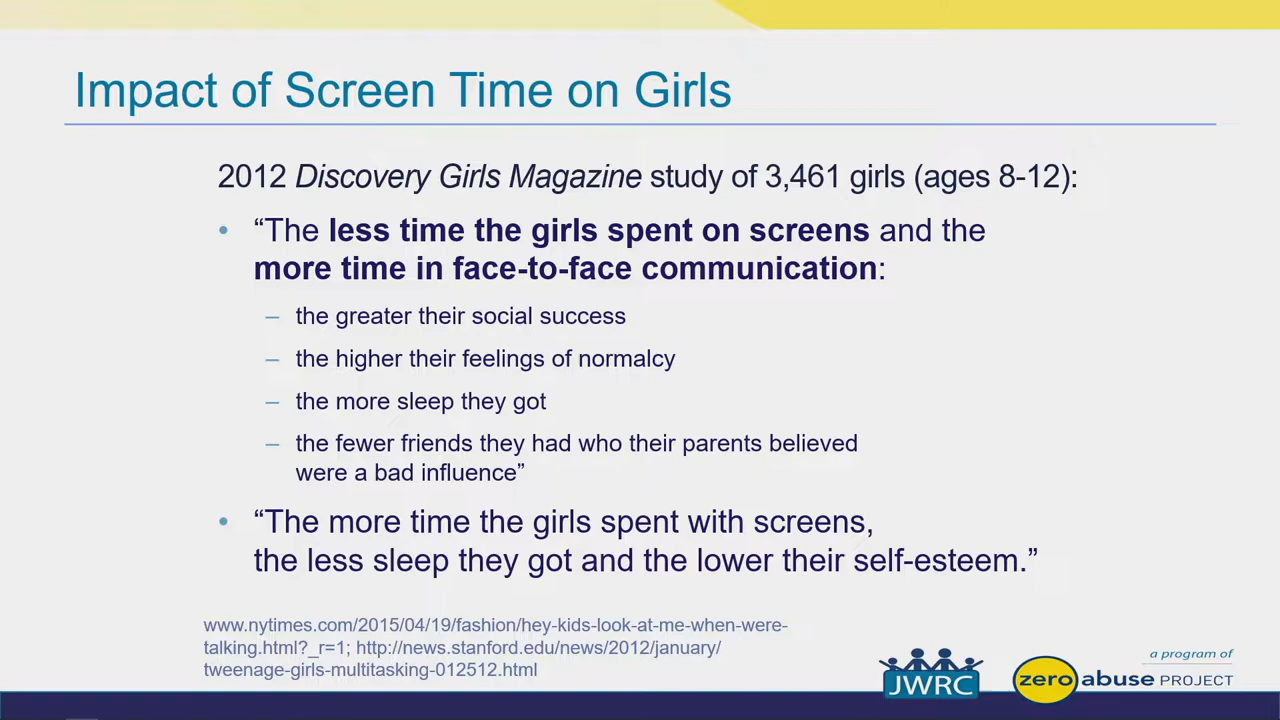 Impact of Screen Time on Girls
2012 Discovery Girls Magazine study of 3,461 girls (ages 8-12):
• “The less time the girls spent on screens and the
more time in face-to-face communication:
– the greater their social success
– the higher their feelings of normalcy
– the more sleep they got
– the fewer friends they had who their parents believed
were a bad influence”
• “The more time the girls spent with screens,
the less sleep they got and the lower their self-esteem.”
www.nytimes.com/2015/04/19/fashion/hey-kids-look-at-me-when-were-
talking.html?_r=1; http://news.stanford.edu/news/2012/january/
tweenage-girls-multitasking-012512.html
JWRC
a program of
zero abuse PROJECT